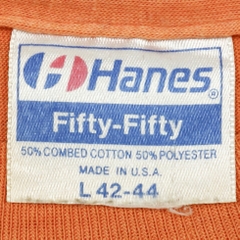 Hanes®
Fifty-Fifty
50% COMBED COTTON 50% POLYESTER
MADE IN U.S.A.
L 42-44